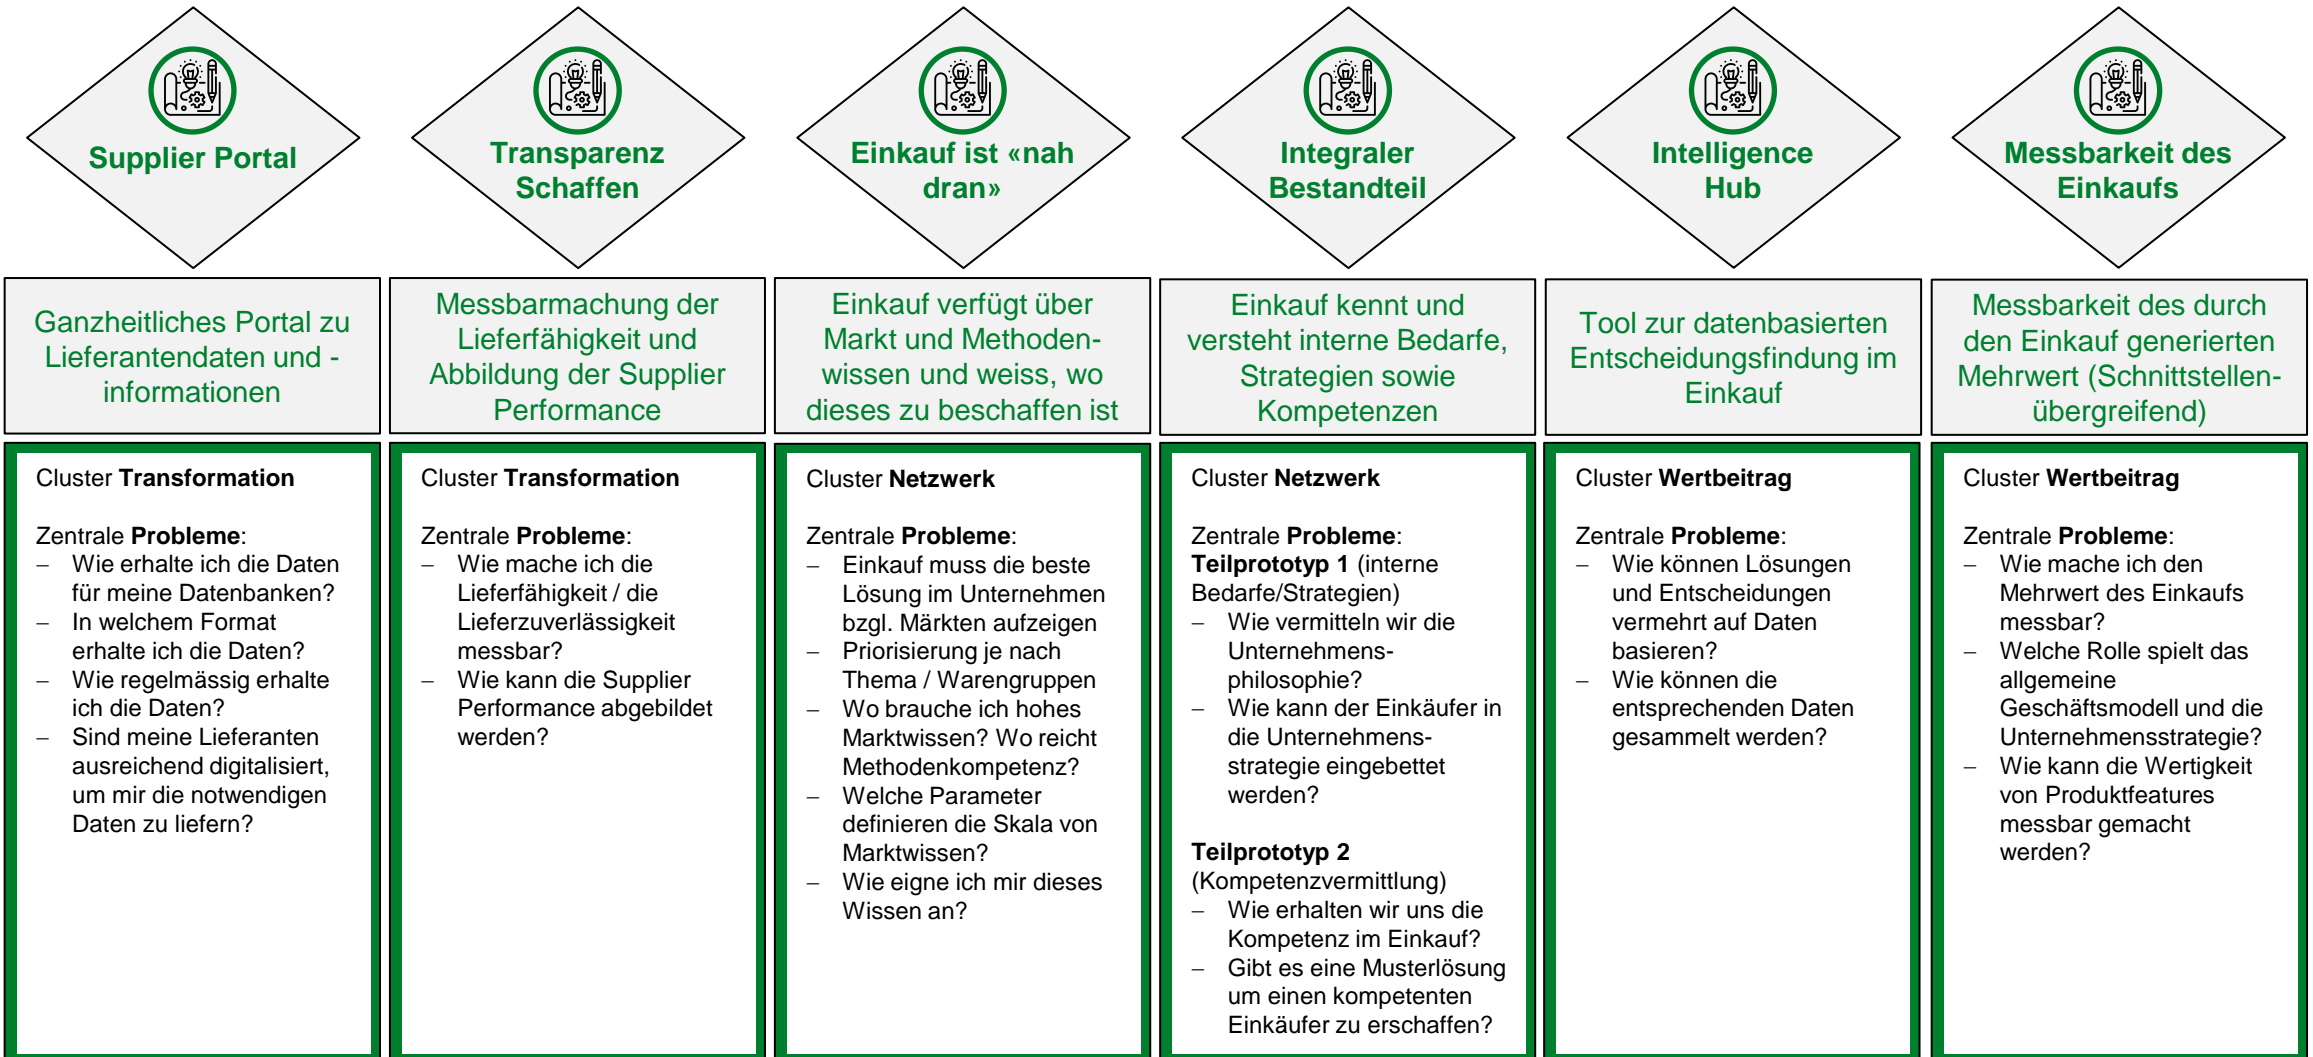 Supplier Portal
Transparenz
Schaffen
Einkauf ist «nah
dran»
Integraler
Bestandteil
Intelligence
Hub
Messbarkeit des
Einkaufs
Ganzheitliches Portal zu
Lieferantendaten und -
informationen
Messbarmachung der
Lieferfähigkeit und
Abbildung der Supplier
Performance
Einkauf verfügt über
Markt und Methoden-
wissen und weiss, wo
dieses zu beschaffen ist
Einkauf kennt und
versteht interne Bedarfe,
Strategien sowie
Kompetenzen
Tool zur datenbasierten
Entscheidungsfindung im
Einkauf
Messbarkeit des durch
den Einkauf generierten
Mehrwert (Schnittstellen-
übergreifend)
Cluster Transformation
Zentrale Probleme:
– Wie erhalte ich die Daten
für meine Datenbanken?
– In welchem Format
erhalte ich die Daten?
– Wie regelmässig erhalte
ich die Daten?
– Sind meine Lieferanten
ausreichend digitalisiert,
um mir die notwendigen
Daten zu liefern?
Cluster Transformation
Zentrale Probleme:
– Wie mache ich die
Lieferfähigkeit / die
Lieferzuverlässigkeit
messbar?
– Wie kann die Supplier
Performance abgebildet
werden?
Cluster Netzwerk
Zentrale Probleme:
– Einkauf muss die beste
Lösung im Unternehmen
bzgl. Märkten aufzeigen
– Priorisierung je nach
Thema / Warengruppen
– Wo brauche ich hohes
Marktwissen? Wo reicht
Methodenkompetenz?
– Welche Parameter
definieren die Skala von
Marktwissen?
– Wie eigne ich mir dieses
Wissen an?
Cluster Netzwerk
Zentrale Probleme:
Teilprototyp 1 (interne
Bedarfe/Strategien)
– Wie vermitteln wir die
Unternehmens-
philosophie?
– Wie kann der Einkäufer in
die Unternehmens-
strategie eingebettet
werden?
Teilprototyp 2
(Kompetenzvermittlung)
– Wie erhalten wir uns die
Kompetenz im Einkauf?
– Gibt es eine Musterlösung
um einen kompetenten
Einkäufer zu erschaffen?
Cluster Wertbeitrag
Zentrale Probleme:
– Wie können Lösungen
und Entscheidungen
vermehrt auf Daten
basieren?
– Wie können die
entsprechenden Daten
gesammelt werden?
Cluster Wertbeitrag
Zentrale Probleme:
– Wie mache ich den
Mehrwert des Einkaufs
messbar?
– Welche Rolle spielt das
allgemeine
Geschäftsmodell und die
Unternehmensstrategie?
– Wie kann die Wertigkeit
von Produktfeatures
messbar gemacht
werden?